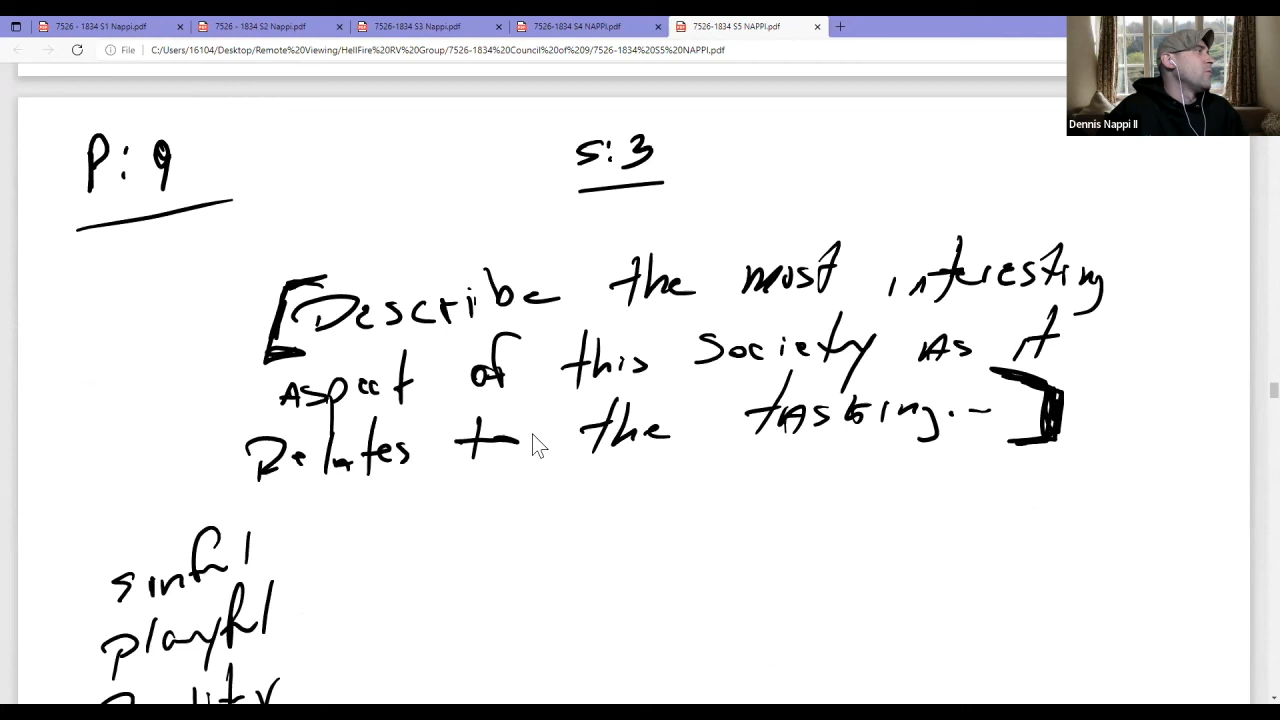 7526 - 1834 S1 Nappi.pdf
7526 - 1834 S2 Nappi.pdf
7526-1834 S3 Nappi.pdf
7526-1834 S4 NAPPI.pdf
7526-1834 S5 NAPPI.pdf
File C:/Users/16104/Desktop/Remote%20Viewing/HellFire%20RV%20Group/7526-1834%20Council%20of%209/7526-1834%20S5%20NAPPI.pdf
Dennis Nappi II
P: 9
S: 3
[Describe the most interesting
Aspect of this Society As it
Relates to the tAsking.-]
sinful
playful